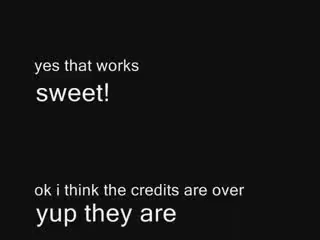 yes that works
sweet!
ok i think the credits are over
yup they are